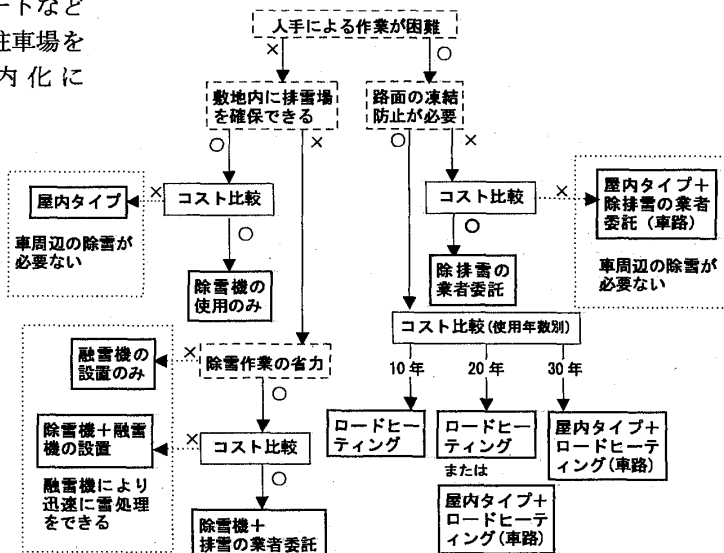 ートなど
駐車場を
内化に
人手による作業が困難
×
○
敷地内に排雪場
を確保できる
路面の凍結
防止が必要
○
×
○
×
屋内タイプ
×
コスト比較
コスト比較
×
屋内タイプ＋
除排雪の業者
委託（車路）
車周辺の除雪が
必要ない
○
○
車周辺の除雪が
必要ない
除雪機の
使用のみ
除排雪の
業者委託
コスト比較(使用年数別)
融雪機の
設置のみ
×
除雪作業の省力
10年
20年
30年
○
除雪機＋融雪
機の設置
×
コスト比較
ロードヒー
ティング
ロードヒー
ティング
屋内タイプ＋
ロードヒーテ
ィング(車路)
または
融雪機により
迅速に雪処理
をできる
○
屋内タイプ＋
ロードヒーテ
ィング(車路)
除雪機＋
排雪の業者委託